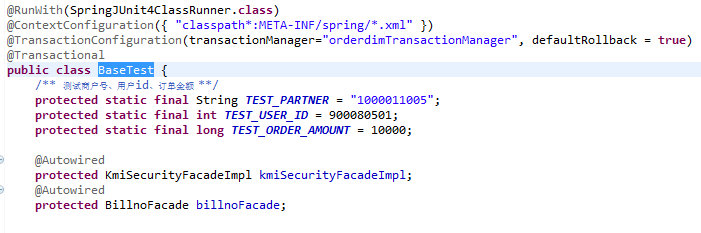 @RunWith(SpringJUnit4ClassRunner.class)
@ContextConfiguration({ "classpath*:META-INF/spring/*.xml" })
@TransactionConfiguration(transactionManager="orderdimTransactionManager", defaultRollback = true)
@Transactional
public class BaseTest {
/** 测试商户号、用户id、订单金额 **/
protected static final String TEST_PARTNER = "1000011005";
protected static final int TEST_USER_ID = 900080501;
protected static final long TEST_ORDER_AMOUNT = 10000;
@Autowired
protected KmiSecurityFacadeImpl kmiSecurityFacadeImpl;
@Autowired
protected BillnoFacade billnoFacade;